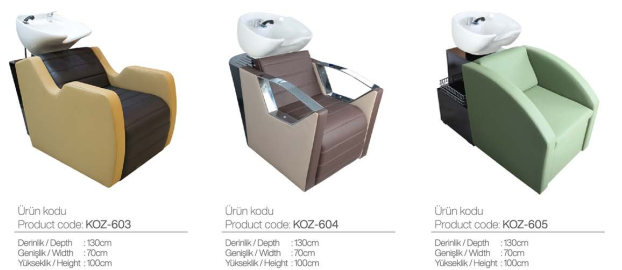 Ürün kodu
Product code: KOZ-603
Derinlik / Depth : 130cm
Genişlik / Width : 70cm
Yükseklik / Height : 100cm
Ürün kodu
Product code: KOZ-604
Derinlik / Depth : 130cm
Genişlik / Width : 70cm
Yükseklik / Height : 100cm
Ürün kodu
Product code: KOZ-605
Derinlik / Depth : 130cm
Genişlik / Width : 70cm
Yükseklik / Height : 100cm